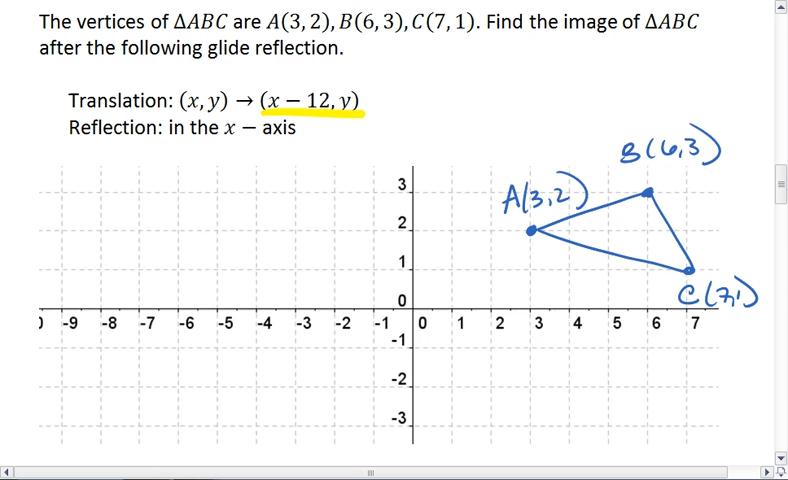 The vertices of ΔABC are A(3, 2), B(6, 3), C(7, 1). Find the image of ΔABC
after the following glide reflection.
Translation: (x, y) → (x − 12, y)
Reflection: in the x − axis
B(6,3)
A(3,2)
C(7,1)
3
2
1
0
0 -9 -8 -7 -6 -5 -4 -3 -2 -1 0 1 2 3 4 5 6 7
-1
-2
-3